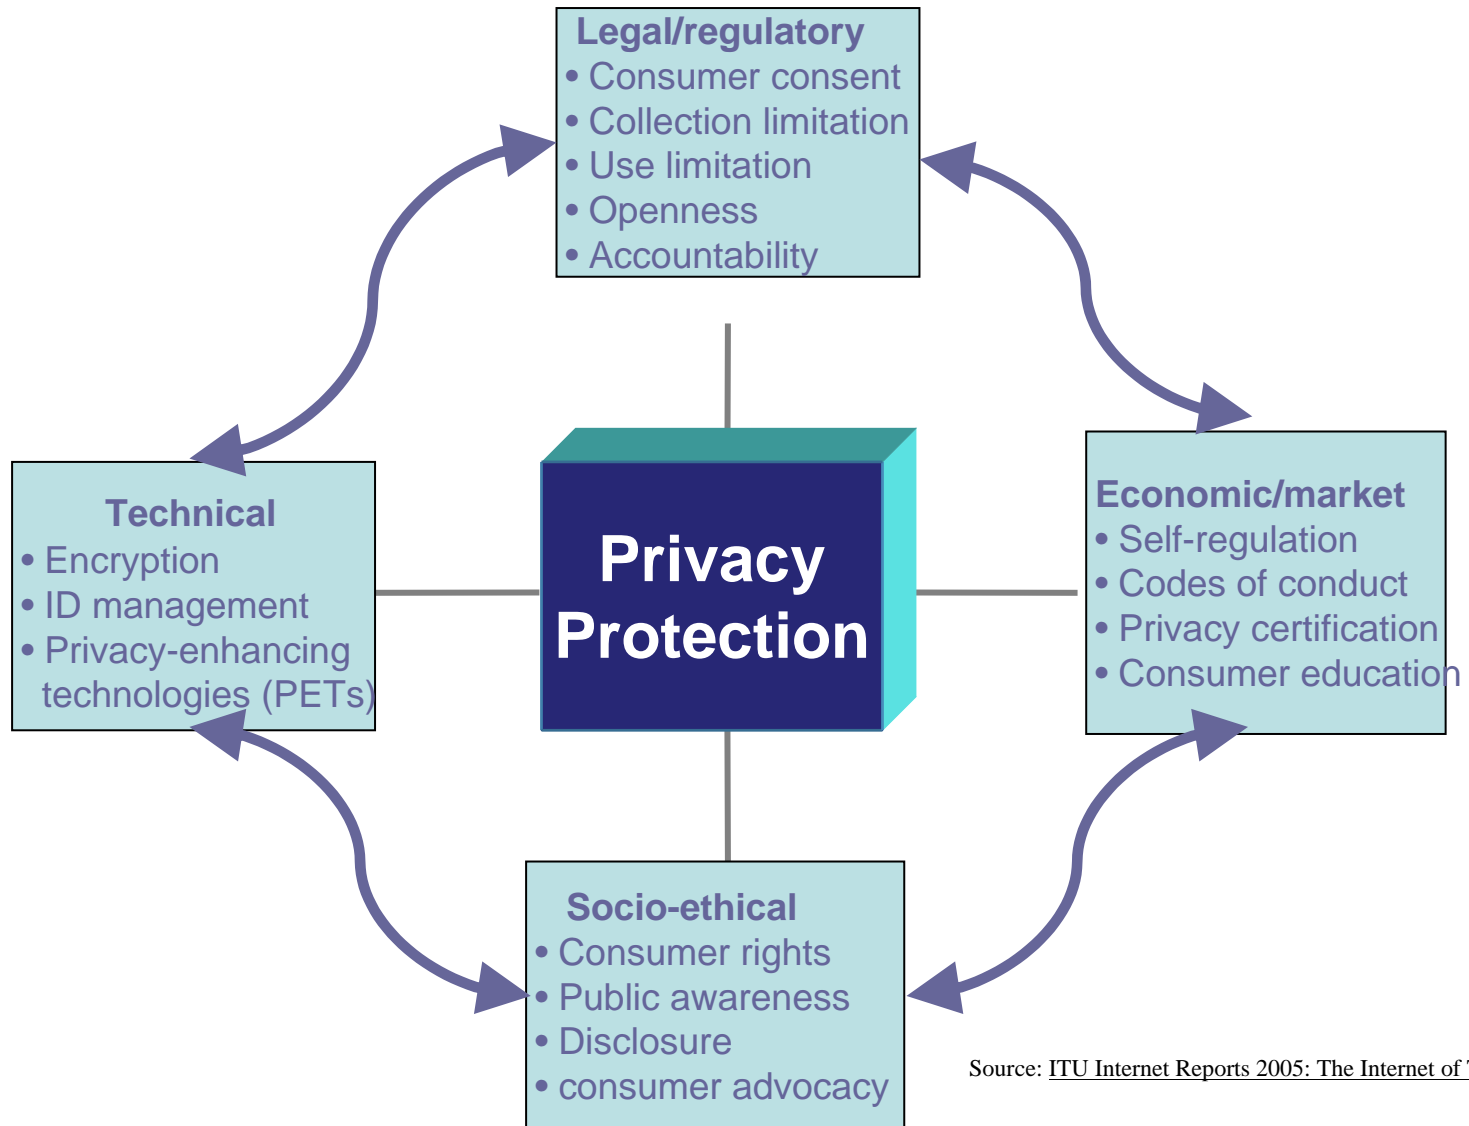 Legal/regulatory
• Consumer consent
• Collection limitation
• Use limitation
• Openness
• Accountability
Technical
• Encryption
• ID management
• Privacy-enhancing
technologies (PETs)
Privacy
Protection
Economic/market
• Self-regulation
• Codes of conduct
• Privacy certification
• Consumer education
Socio-ethical
• Consumer rights
• Public awareness
• Disclosure
• consumer advocacy
Source: ITU Internet Reports 2005: The Internet of